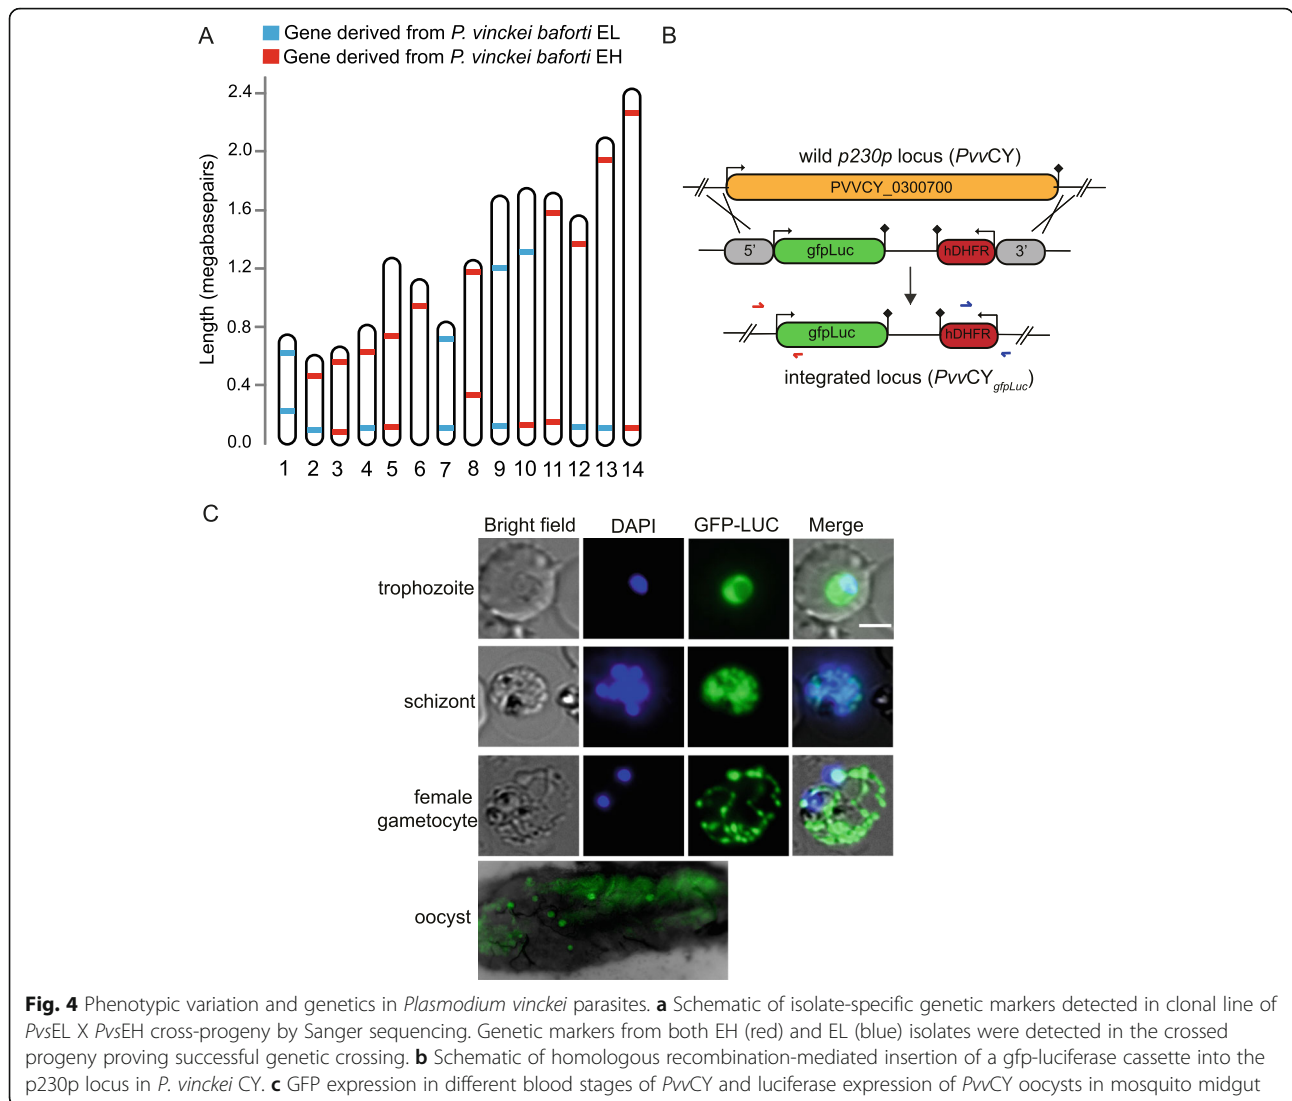 A
Gene derived from P. vinckei baforti EL
Gene derived from P. vinckei baforti EH
Length (megabasepairs)
2.4
2.0
1.6
1.2
0.8
0.4
0.0
1 2 3 4 5 6 7 8 9 10 11 12 13 14
B
wild p230p locus (PvvCY)
PVVCY_0300700
5’ gfpLuc hDHFR 3’
gfpLuc hDHFR
integrated locus (PvvCYgfpLuc)
C
Bright field DAPI GFP-LUC Merge
trophozoite
schizont
female
gametocyte
oocyst
Fig. 4 Phenotypic variation and genetics in Plasmodium vinckei parasites. a Schematic of isolate-specific genetic markers detected in clonal line of
PvsEL X PvsEH cross-progeny by Sanger sequencing. Genetic markers from both EH (red) and EL (blue) isolates were detected in the crossed
progeny proving successful genetic crossing. b Schematic of homologous recombination-mediated insertion of a gfp-luciferase cassette into the
p230p locus in P. vinckei CY. c GFP expression in different blood stages of PvvCY and luciferase expression of PvvCY oocysts in mosquito midgut